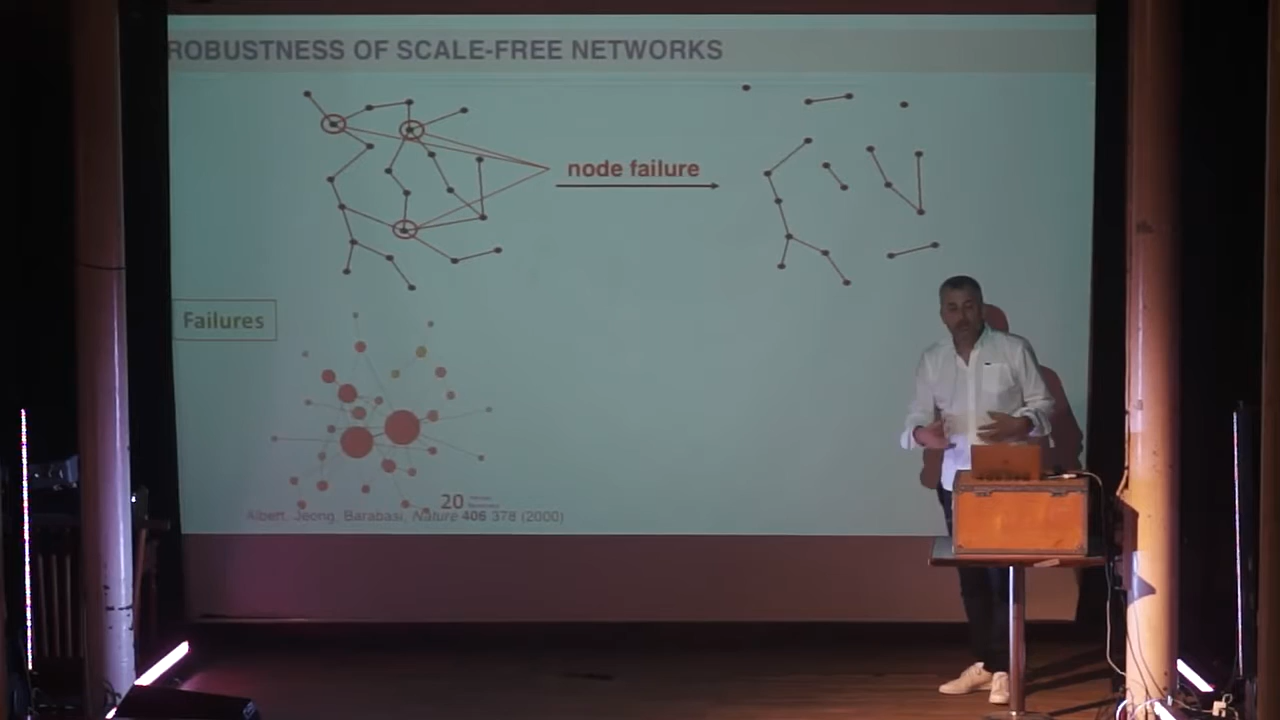 ROBUSTNESS OF SCALE-FREE NETWORKS
node failure
Failures
20
Albert, Jeong, Barabasi, Nature 406 378 (2000)